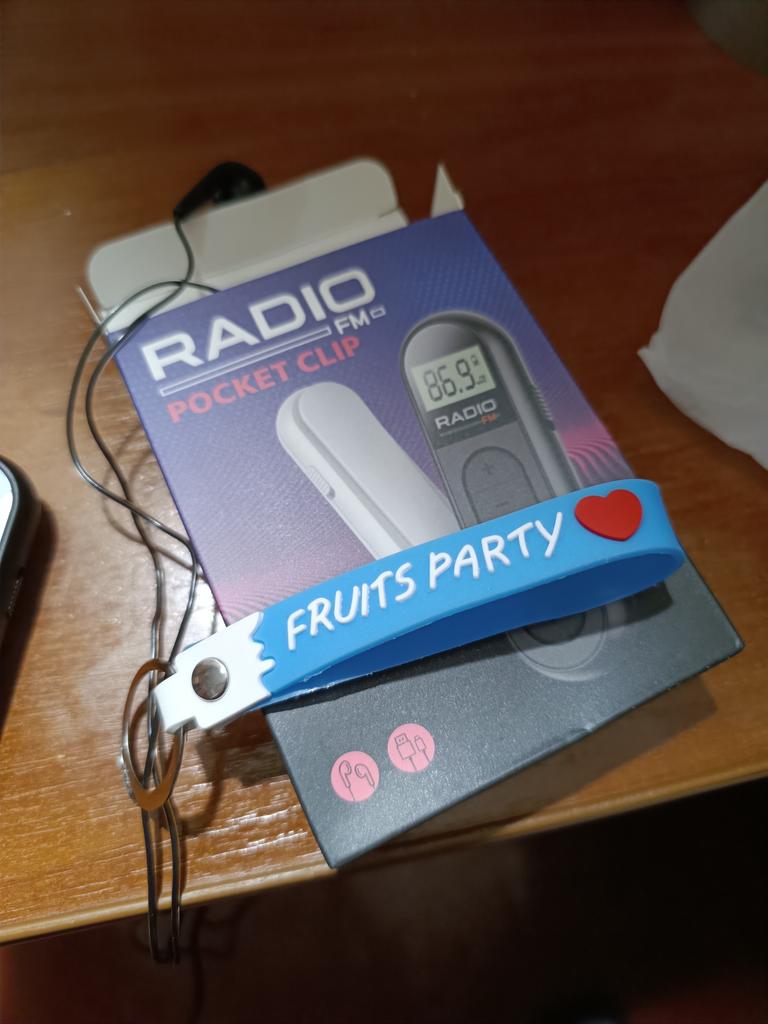 RADIO
FM
POCKET CLIP
86.9
RADIO
FM
FRUITS PARTY